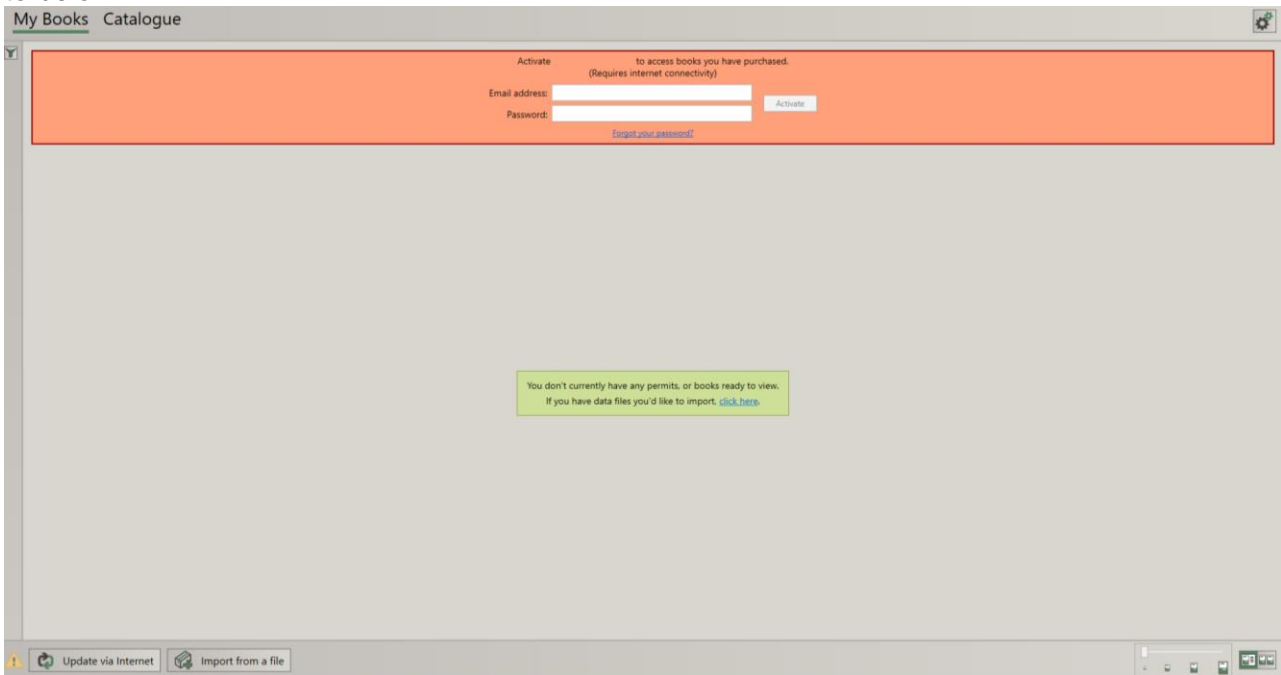 My Books Catalogue
Activate to access books you have purchased.
(Requires internet connectivity)
Email address:
Activate
Password:
Forgot your password?
You don't currently have any permits, or books ready to view.
If you have data files you'd like to import, click here.
Update via Internet Import from a file